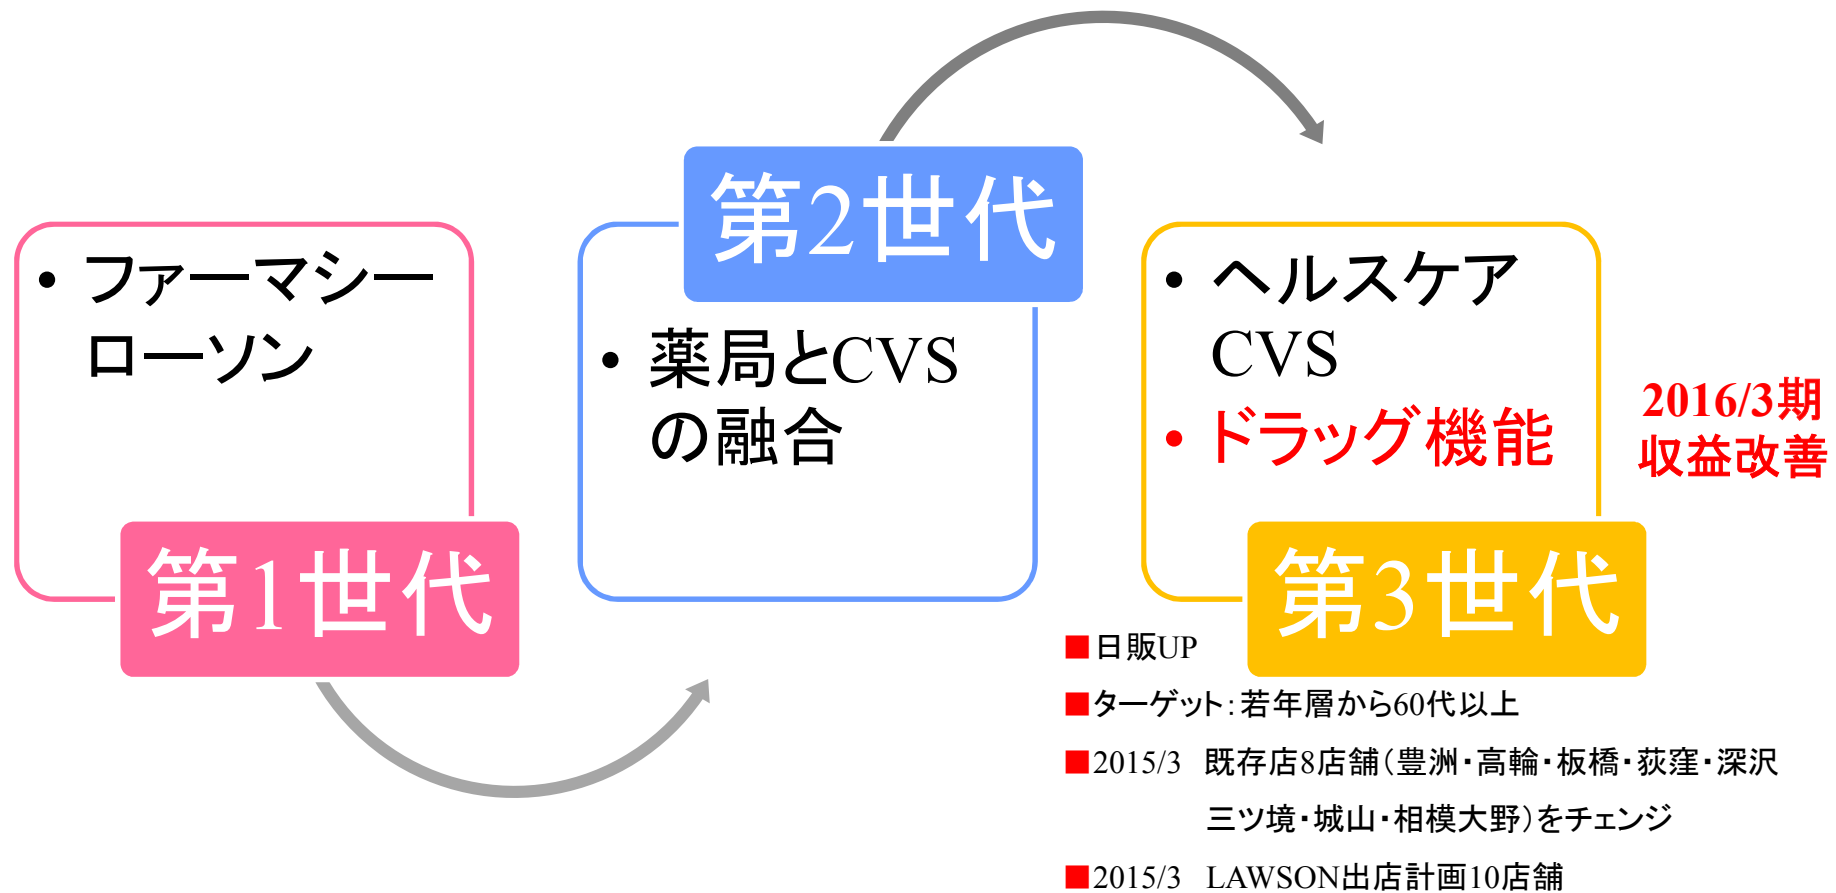 • ファーマシー
ローソン
第1世代
第2世代
• 薬局とCVS
の融合
• ヘルスケア
CVS
• ドラッグ機能
第3世代
2016/3期
収益改善
■日販UP
■ターゲット：若年層から60代以上
■2015/3　既存店8店舗（豊洲・高輪・板橋・荻窪・深沢
三ツ境・城山・相模大野）をチェンジ
■2015/3　LAWSON出店計画10店舗